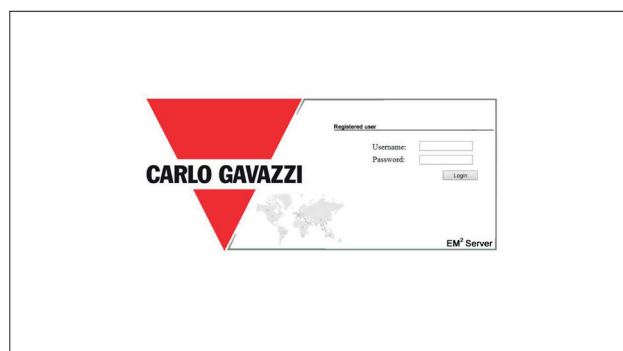 Registered user
Username:
Password:
CARLO GAVAZZI
Login
EM² Server